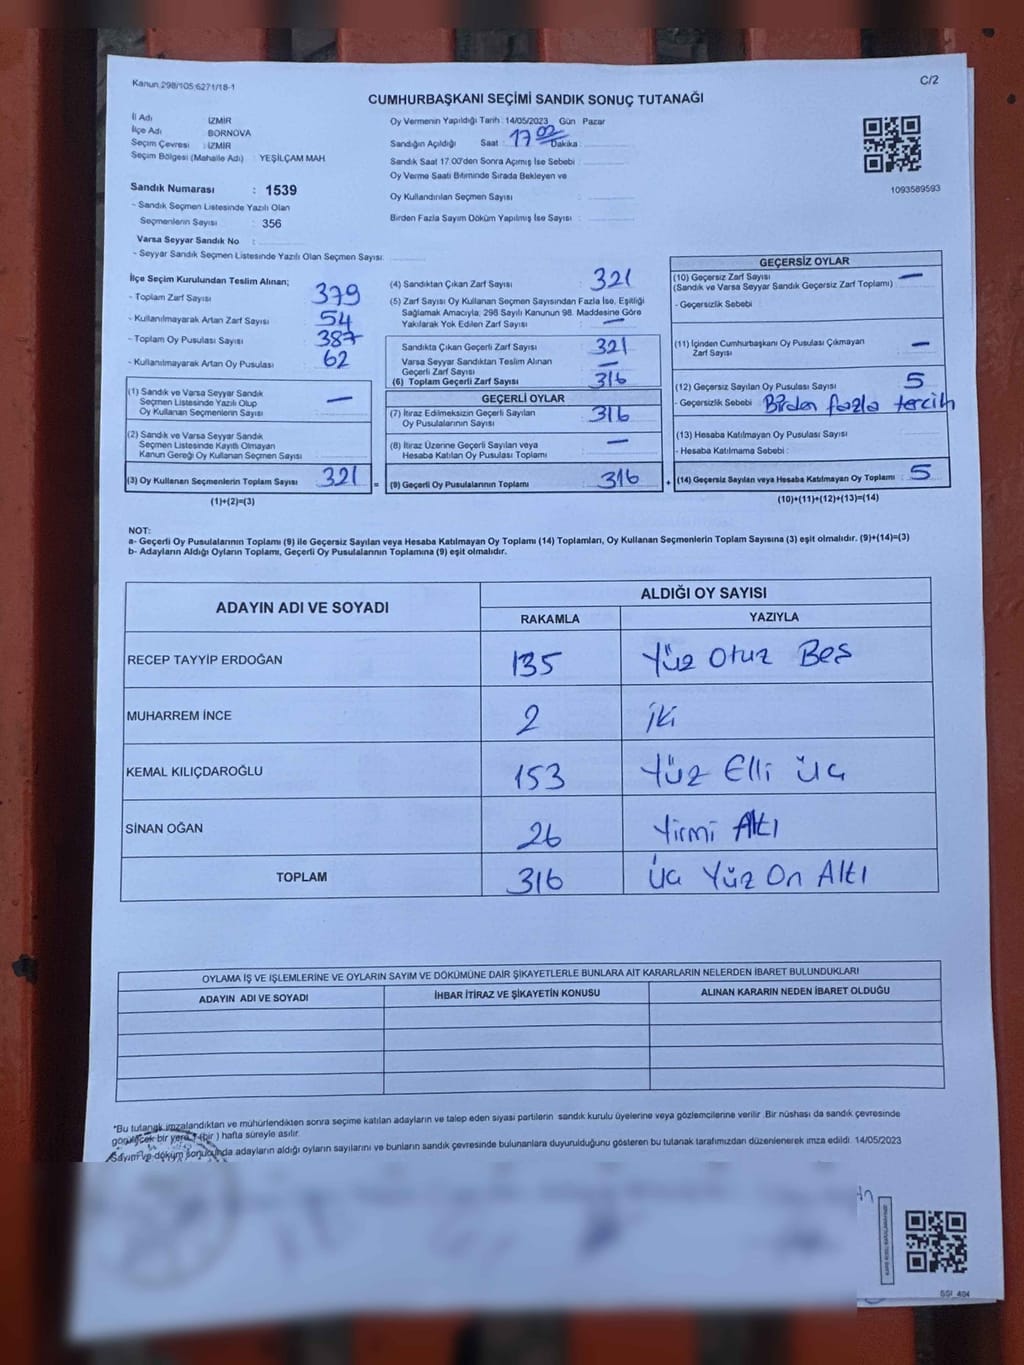 Kanun 298/105 6271/18-1
C/2
CUMHURBAŞKANI SEÇİMİ SANDIK SONUÇ TUTANAĞI
İl Adı İZMİR
İlçe Adı BORNOVA
Seçim Çevresi : İZMİR
Seçim Bölgesi (Mahalle Adı) : YEŞİLÇAM MAH.
Sandık Numarası : 1539
- Sandık Seçmen Listesinde Yazılı Olan
Seçmenlerin Sayısı : 356
Varsa Seyyar Sandık No :
- Seyyar Sandık Seçmen Listesinde Yazılı Olan Seçmen Sayısı:
Oy Vermenin Yapıldığı Tarih : 14/05/2023 Gün Pazar
Sandığın Açıldığı Saat : 17 02 Dakika
Sandık Saat 17:00'den Sonra Açımış İse Sebebi :
Oy Verme Saati Bitiminde Sırada Bekleyen ve
Oy Kullandırılan Seçmen Sayısı :
Birden Fazla Sayım Döküm Yapılmış İse Sayısı :
1093589593
İlçe Seçim Kurulundan Teslim Alınan;
- Toplam Zarf Sayısı 379
- Kullanılmayarak Artan Zarf Sayısı 54
- Toplam Oy Pusulası Sayısı 387
- Kullanılmayarak Artan Oy Pusulası 62
(1) Sandık ve Varsa Seyyar Sandık
Seçmen Listesinde Yazılı Olup
Oy Kullanan Seçmenlerin Sayısı : —
(2) Sandık ve Varsa Seyyar Sandık
Seçmen Listesinde Kayıtlı Olmayan
Kanun Gereği Oy Kullanan Seçmen Sayısı :
(3) Oy Kullanan Seçmenlerin Toplam Sayısı 321 =
(1)+(2)=(3)
(4) Sandıktan Çıkan Zarf Sayısı : 321
(5) Zarf Sayısı Oy Kullanan Seçmen Sayısından Fazla İse, Eşitliği
Sağlamak Amacıyla, 298 Sayılı Kanunun 98. Maddesine Göre
Yakılarak Yok Edilen Zarf Sayısı : —
Sandıkta Çıkan Geçerli Zarf Sayısı 321
Varsa Seyyar Sandıktan Teslim Alınan
Geçerli Zarf Sayısı —
(6) Toplam Geçerli Zarf Sayısı 316
GEÇERLİ OYLAR
(7) İtiraz Edilmeksizin Geçerli Sayılan
Oy Pusulalarının Sayısı : 316
(8) İtiraz Üzerine Geçerli Sayılan veya
Hesaba Katılan Oy Pusulası Toplamı —
(9) Geçerli Oy Pusulalarının Toplamı : 316 +
GEÇERSİZ OYLAR
(10) Geçersiz Zarf Sayısı : —
(Sandık ve Varsa Seyyar Sandık Geçersiz Zarf Toplamı)
- Geçersizlik Sebebi :
(11) İçinden Cumhurbaşkanı Oy Pusulası Çıkmayan
Zarf Sayısı : —
(12) Geçersiz Sayılan Oy Pusulası Sayısı : 5
- Geçersizlik Sebebi Birden fazla tercih
(13) Hesaba Katılmayan Oy Pusulası Sayısı :
- Hesaba Katılmama Sebebi :
(14) Geçersiz Sayılan veya Hesaba Katılmayan Oy Toplamı : 5
(10)+(11)+(12)+(13)=(14)
NOT:
a- Geçerli Oy Pusulalarının Toplamı (9) ile Geçersiz Sayılan veya Hesaba Katılmayan Oy Toplamı (14) Toplamları, Oy Kullanan Seçmenlerin Toplam Sayısına (3) eşit olmalıdır. (9)+(14)=(3)
b- Adayların Aldığı Oyların Toplamı, Geçerli Oy Pusulalarının Toplamına (9) eşit olmalıdır.
ADAYIN ADI VE SOYADI
ALDIĞI OY SAYISI
RAKAMLA YAZIYLA
RECEP TAYYİP ERDOĞAN 135 Yüz Otuz Beş
MUHARREM İNCE 2 İki
KEMAL KILIÇDAROĞLU 153 Yüz Elli Üç
SİNAN OĞAN 26 Yirmi Altı
TOPLAM 316 Üç Yüz On Altı
OYLAMA İŞ VE İŞLEMLERİNE VE OYLARIN SAYIM VE DÖKÜMÜNE DAİR ŞİKAYETLERLE BUNLARA AİT KARARLARIN NELERDEN İBARET BULUNDUKLARI
ADAYIN ADI VE SOYADI İHBAR İTİRAZ VE ŞİKAYETİN KONUSU ALINAN KARARIN NEDEN İBARET OLDUĞU
*Bu tutanak imzalandıktan ve mühürlendikten sonra seçime katılan adayların ve talep eden siyasi partilerin sandık kurulu üyelerine veya gözlemcilerine verilir. Bir nüshası da sandık çevresinde
görülecek bir yere 1 (bir ) hafta süreyle asılır.
Sayım ve döküm sonucunda adayların aldığı oyların sayılarını ve bunların sandık çevresinde bulunanlara duyurulduğunu gösteren bu tutanak tarafımızdan düzenlenerek imza edildi. 14/05/2023